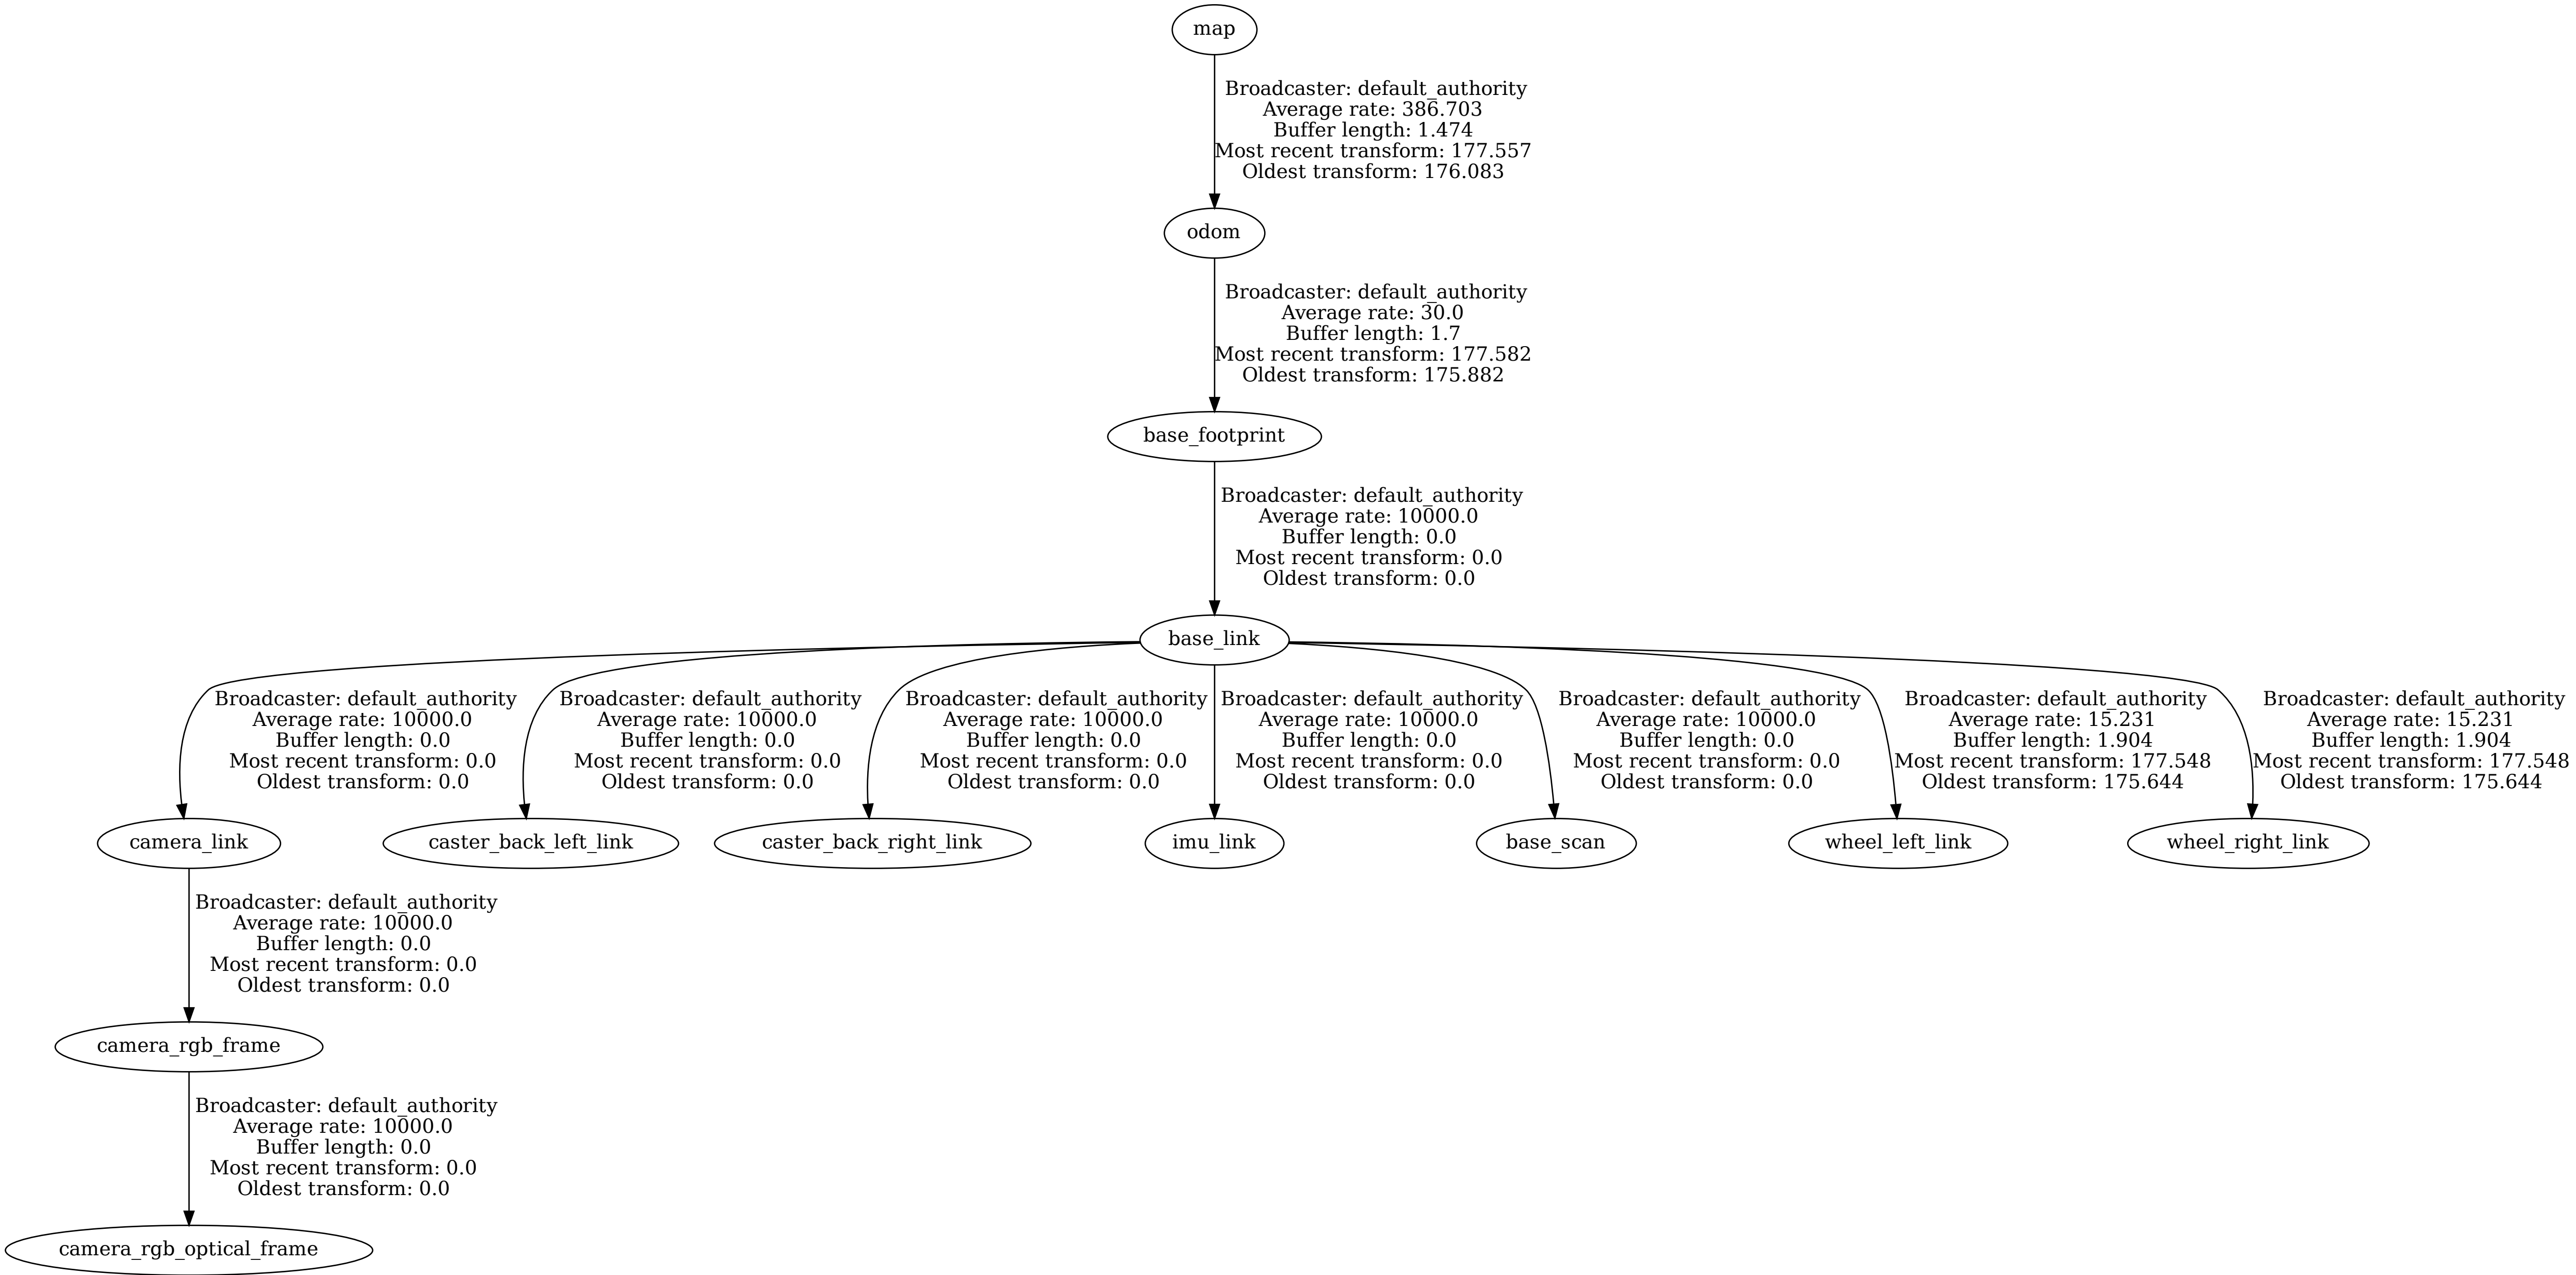 map
Broadcaster: default_authority
Average rate: 386.703
Buffer length: 1.474
Most recent transform: 177.557
Oldest transform: 176.083
odom
Broadcaster: default_authority
Average rate: 30.0
Buffer length: 1.7
Most recent transform: 177.582
Oldest transform: 175.882
base_footprint
Broadcaster: default_authority
Average rate: 10000.0
Buffer length: 0.0
Most recent transform: 0.0
Oldest transform: 0.0
base_link
Broadcaster: default_authority
Average rate: 10000.0
Buffer length: 0.0
Most recent transform: 0.0
Oldest transform: 0.0
Broadcaster: default_authority
Average rate: 10000.0
Buffer length: 0.0
Most recent transform: 0.0
Oldest transform: 0.0
Broadcaster: default_authority
Average rate: 10000.0
Buffer length: 0.0
Most recent transform: 0.0
Oldest transform: 0.0
Broadcaster: default_authority
Average rate: 10000.0
Buffer length: 0.0
Most recent transform: 0.0
Oldest transform: 0.0
Broadcaster: default_authority
Average rate: 10000.0
Buffer length: 0.0
Most recent transform: 0.0
Oldest transform: 0.0
Broadcaster: default_authority
Average rate: 15.231
Buffer length: 1.904
Most recent transform: 177.548
Oldest transform: 175.644
Broadcaster: default_authority
Average rate: 15.231
Buffer length: 1.904
Most recent transform: 177.548
Oldest transform: 175.644
camera_link
caster_back_left_link
caster_back_right_link
imu_link
base_scan
wheel_left_link
wheel_right_link
Broadcaster: default_authority
Average rate: 10000.0
Buffer length: 0.0
Most recent transform: 0.0
Oldest transform: 0.0
camera_rgb_frame
Broadcaster: default_authority
Average rate: 10000.0
Buffer length: 0.0
Most recent transform: 0.0
Oldest transform: 0.0
camera_rgb_optical_frame